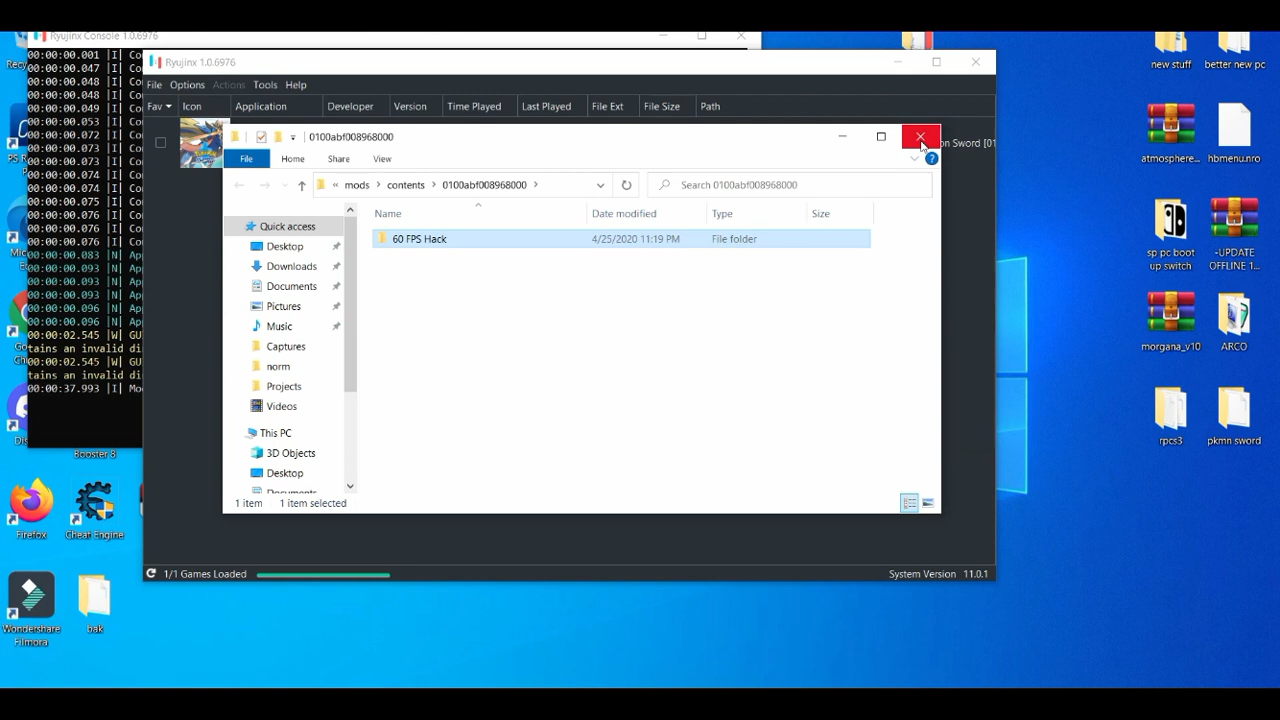 Ryujinx Console 1.0.6976
00:00:00.001 |I| Co
00:00:00.047 |I| Co
00:00:00.048 |I| Co
00:00:00.048 |I| Co
00:00:00.049 |I| Co
00:00:00.053 |I| Co
00:00:00.072 |I| Co
00:00:00.073 |I| Co
00:00:00.073 |I| Co
00:00:00.074 |I| Co
00:00:00.075 |I| Co
00:00:00.076 |I| Co
00:00:00.076 |I| Co
00:00:00.076 |I| Co
00:00:00.083 |N| Ap
00:00:00.093 |N| Ap
00:00:00.093 |N| Ap
00:00:00.093 |N| Ap
00:00:00.096 |N| Ap
00:00:00.096 |N| Ap
00:00:02.545 |W| GU
tains an invalid di
00:00:02.545 |W| GU
tains an invalid di
00:00:37.993 |I| Mo
Ryujinx 1.0.6976
File Options Actions Tools Help
Fav Icon Application Developer Version Time Played Last Played File Ext File Size Path
on Sword [01
0100abf008968000
File Home Share View
« mods › contents › 0100abf008968000 ›
Search 0100abf008968000
Name Date modified Type Size
60 FPS Hack 4/25/2020 11:19 PM File folder
Quick access
Desktop
Downloads
Documents
Pictures
Music
Captures
norm
Projects
Videos
This PC
3D Objects
Desktop
Documents
1 item 1 item selected
1/1 Games Loaded
System Version 11.0.1
Recy
PS R
Mic
E
Go
Ch
Dis
Booster 8
Firefox
Cheat Engine
Wondershare
Filmora
bak
new stuff
better new pc
atmosphere...
hbmenu.nro
sp pc boot
up switch
-UPDATE
OFFLINE 1...
morgana_v10
ARCO
rpcs3
pkmn sword